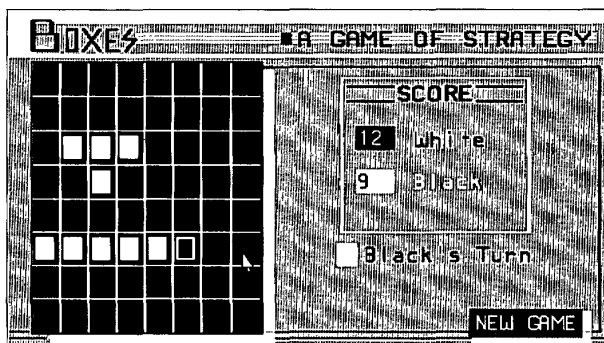 BOXES
A GAME OF STRATEGY
SCORE
12 White
9 Black
Black's Turn
NEW GAME